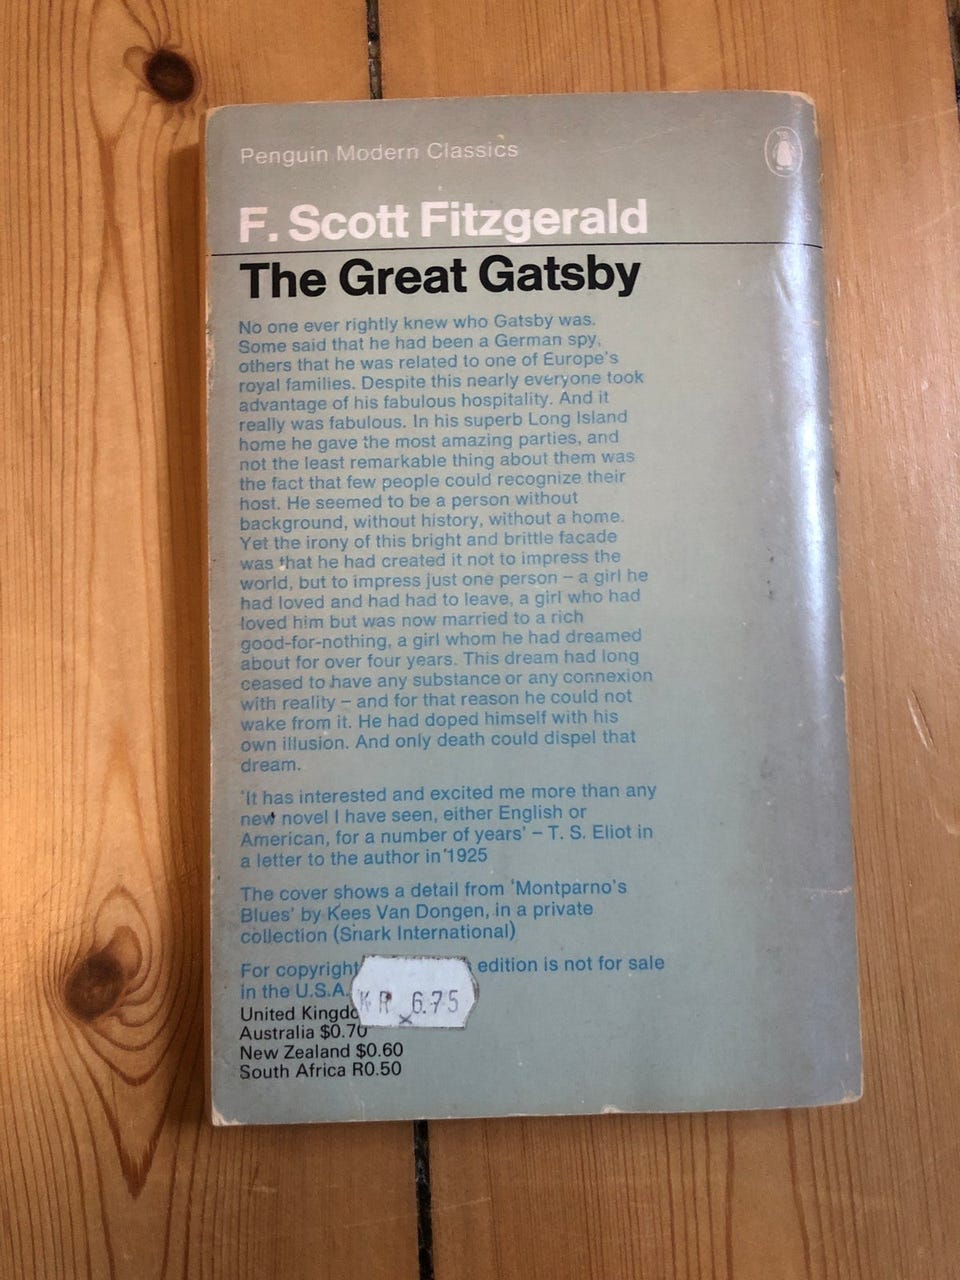 Penguin Modern Classics
F. Scott Fitzgerald
The Great Gatsby
No one ever rightly knew who Gatsby was.
Some said that he had been a German spy,
others that he was related to one of Europe's
royal families. Despite this nearly everyone took
advantage of his fabulous hospitality. And it
really was fabulous. In his superb Long Island
home he gave the most amazing parties, and
not the least remarkable thing about them was
the fact that few people could recognize their
host. He seemed to be a person without
background, without history, without a home.
Yet the irony of this bright and brittle facade
was that he had created it not to impress the
world, but to impress just one person – a girl he
had loved and had had to leave, a girl who had
loved him but was now married to a rich
good-for-nothing, a girl whom he had dreamed
about for over four years. This dream had long
ceased to have any substance or any connexion
with reality – and for that reason he could not
wake from it. He had doped himself with his
own illusion. And only death could dispel that
dream.
'It has interested and excited me more than any
new novel I have seen, either English or
American, for a number of years' – T. S. Eliot in
a letter to the author in 1925
The cover shows a detail from 'Montparno's
Blues' by Kees Van Dongen, in a private
collection (Snark International)
For copyright edition is not for sale
in the U.S.A.
KR 6.75
United
Australia $0.70
New Zealand $0.60
South Africa R0.50